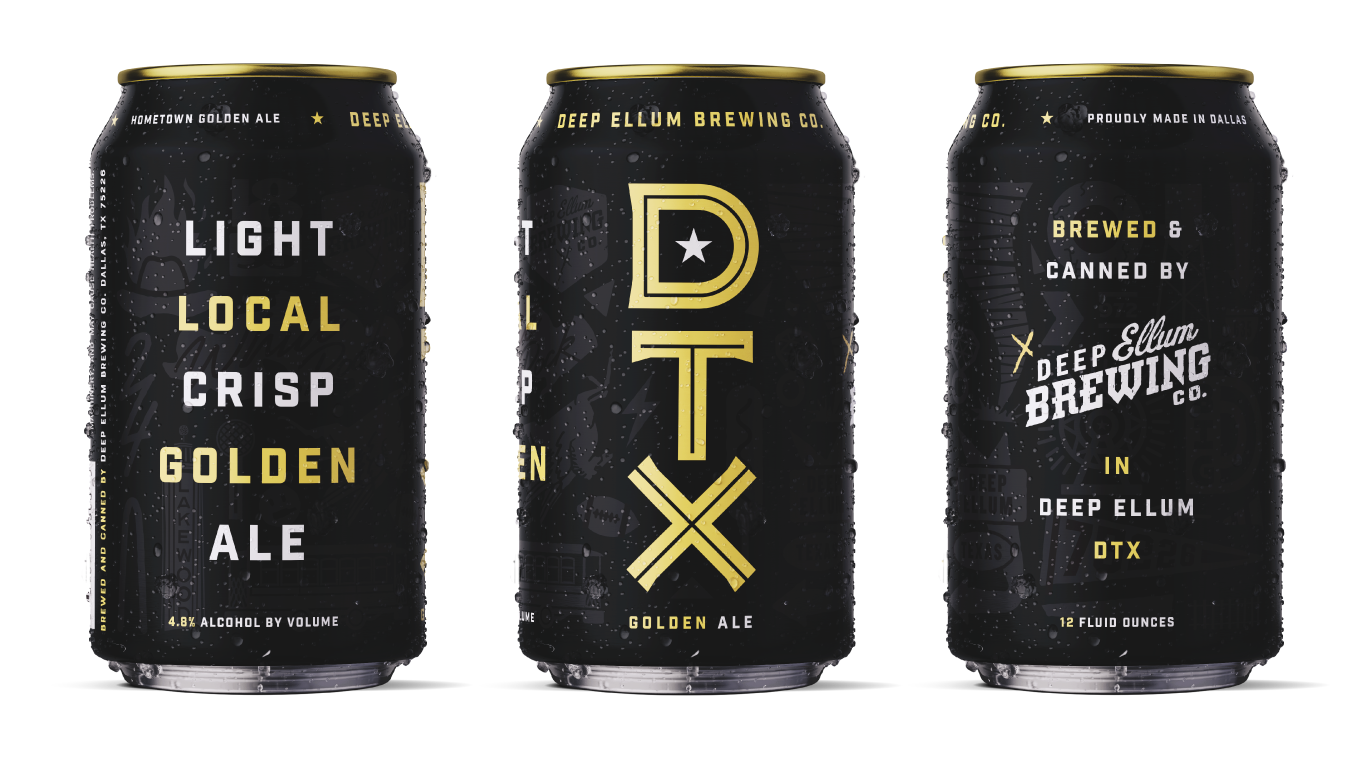 HOMETOWN GOLDEN ALE ★ DEEP EL
LIGHT
LOCAL
CRISP
GOLDEN
ALE
4.8% ALCOHOL BY VOLUME
BREWED AND CANNED BY DEEP ELLUM BREWING CO. DALLAS, TX 75226
DEEP ELLUM BREWING CO.
T
L
P
EN
LUME
D
T
X
GOLDEN ALE
G CO. ★ PROUDLY MADE IN DALLAS
BREWED &
CANNED BY
DEEP Ellum
BREWING
CO.
IN
DEEP ELLUM
DTX
12 FLUID OUNCES